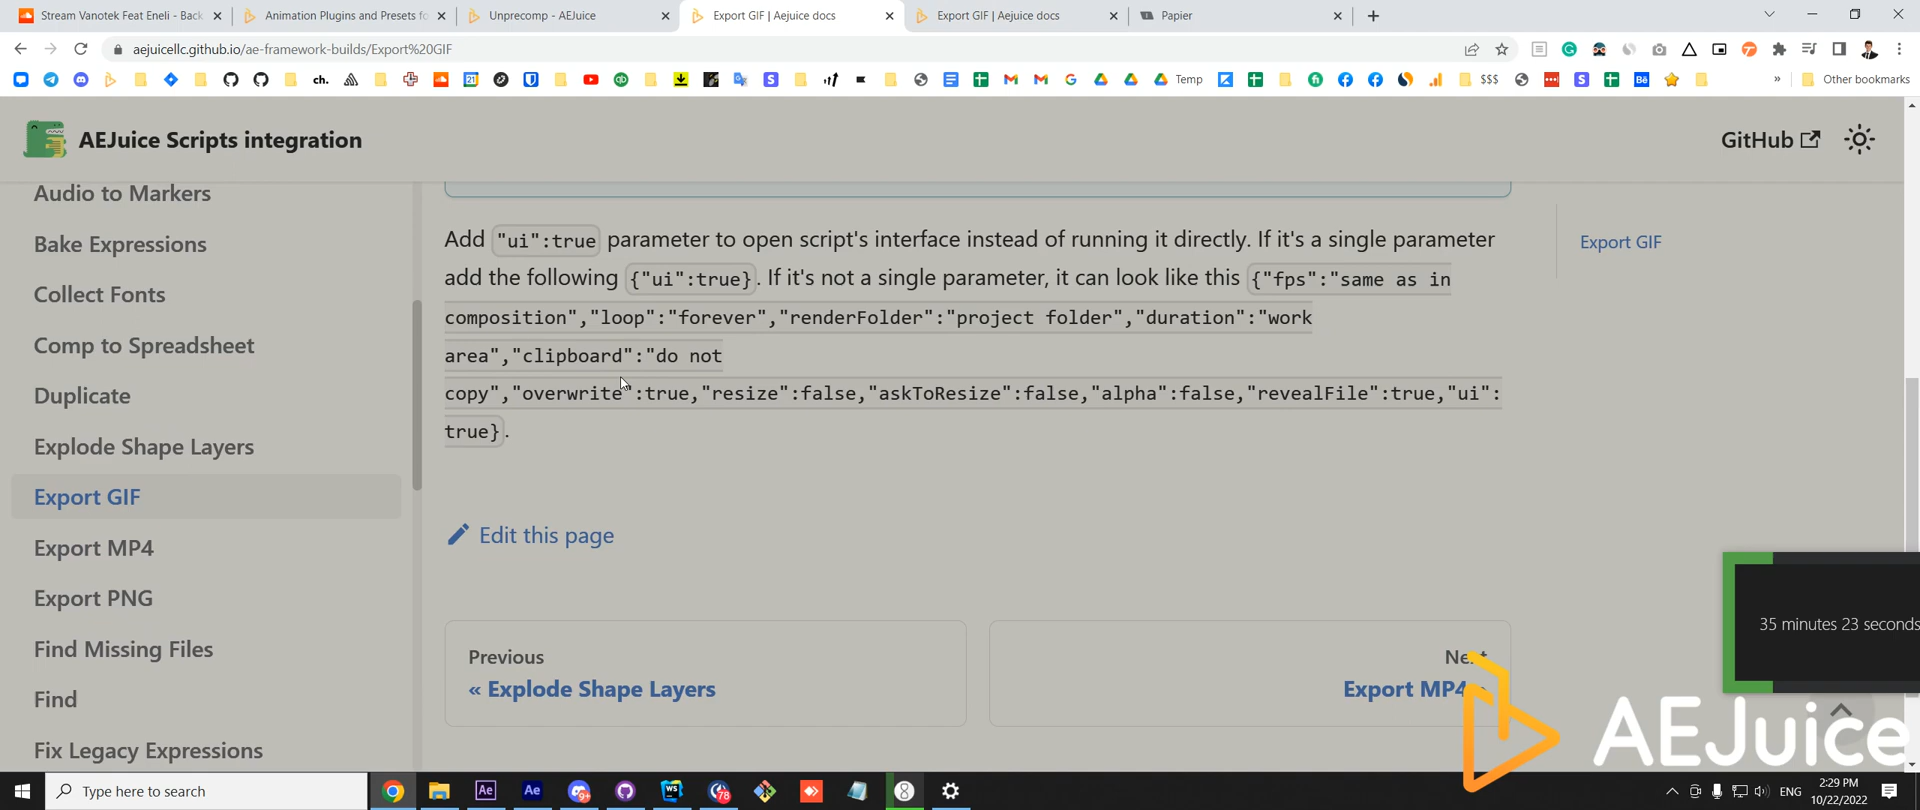 Stream Vanotek Feat Eneli - Back
Animation Plugins and Presets for
Unprecomp - AEJuice
Export GIF | Aejuice docs
Export GIF | Aejuice docs
Papier
aejuicellc.github.io/ae-framework-builds/Export%20GIF
ch.
Temp
$$$
Other bookmarks
AEJuice Scripts integration
GitHub
Audio to Markers
Bake Expressions
Collect Fonts
Comp to Spreadsheet
Duplicate
Explode Shape Layers
Export GIF
Export MP4
Export PNG
Find Missing Files
Find
Fix Legacy Expressions
Add "ui":true parameter to open script's interface instead of running it directly. If it's a single parameter
add the following {"ui":true}. If it's not a single parameter, it can look like this {"fps":"same as in
composition","loop":"forever","renderFolder":"project folder","duration":"work
area","clipboard":"do not
copy","overwrite":true,"resize":false,"askToResize":false,"alpha":false,"revealFile":true,"ui":
true}.
Edit this page
Previous
« Explode Shape Layers
Next
Export MP4
Export GIF
35 minutes 23 seconds
AEJuice
Type here to search
ENG
2:29 PM
10/22/2022